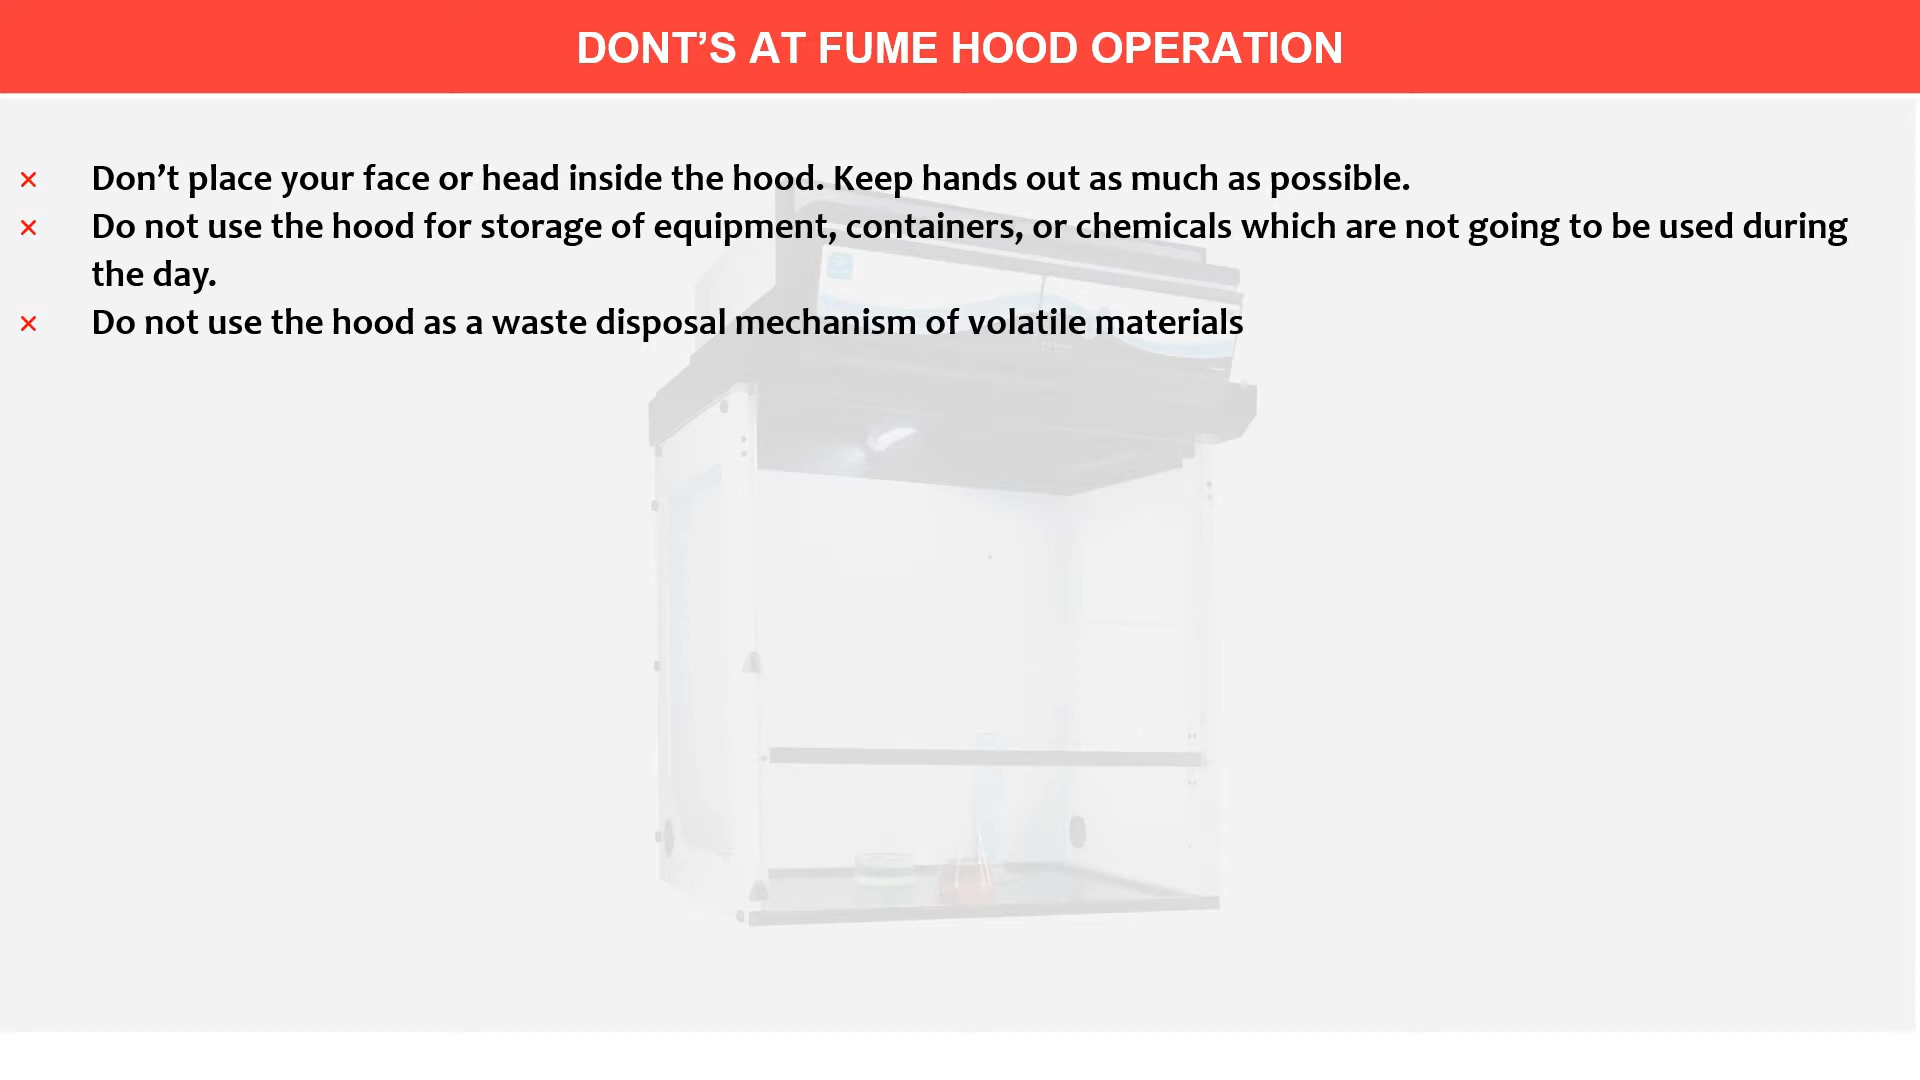 DONT’S AT FUME HOOD OPERATION
× Don’t place your face or head inside the hood. Keep hands out as much as possible.
× Do not use the hood for storage of equipment, containers, or chemicals which are not going to be used during
the day.
× Do not use the hood as a waste disposal mechanism of volatile materials